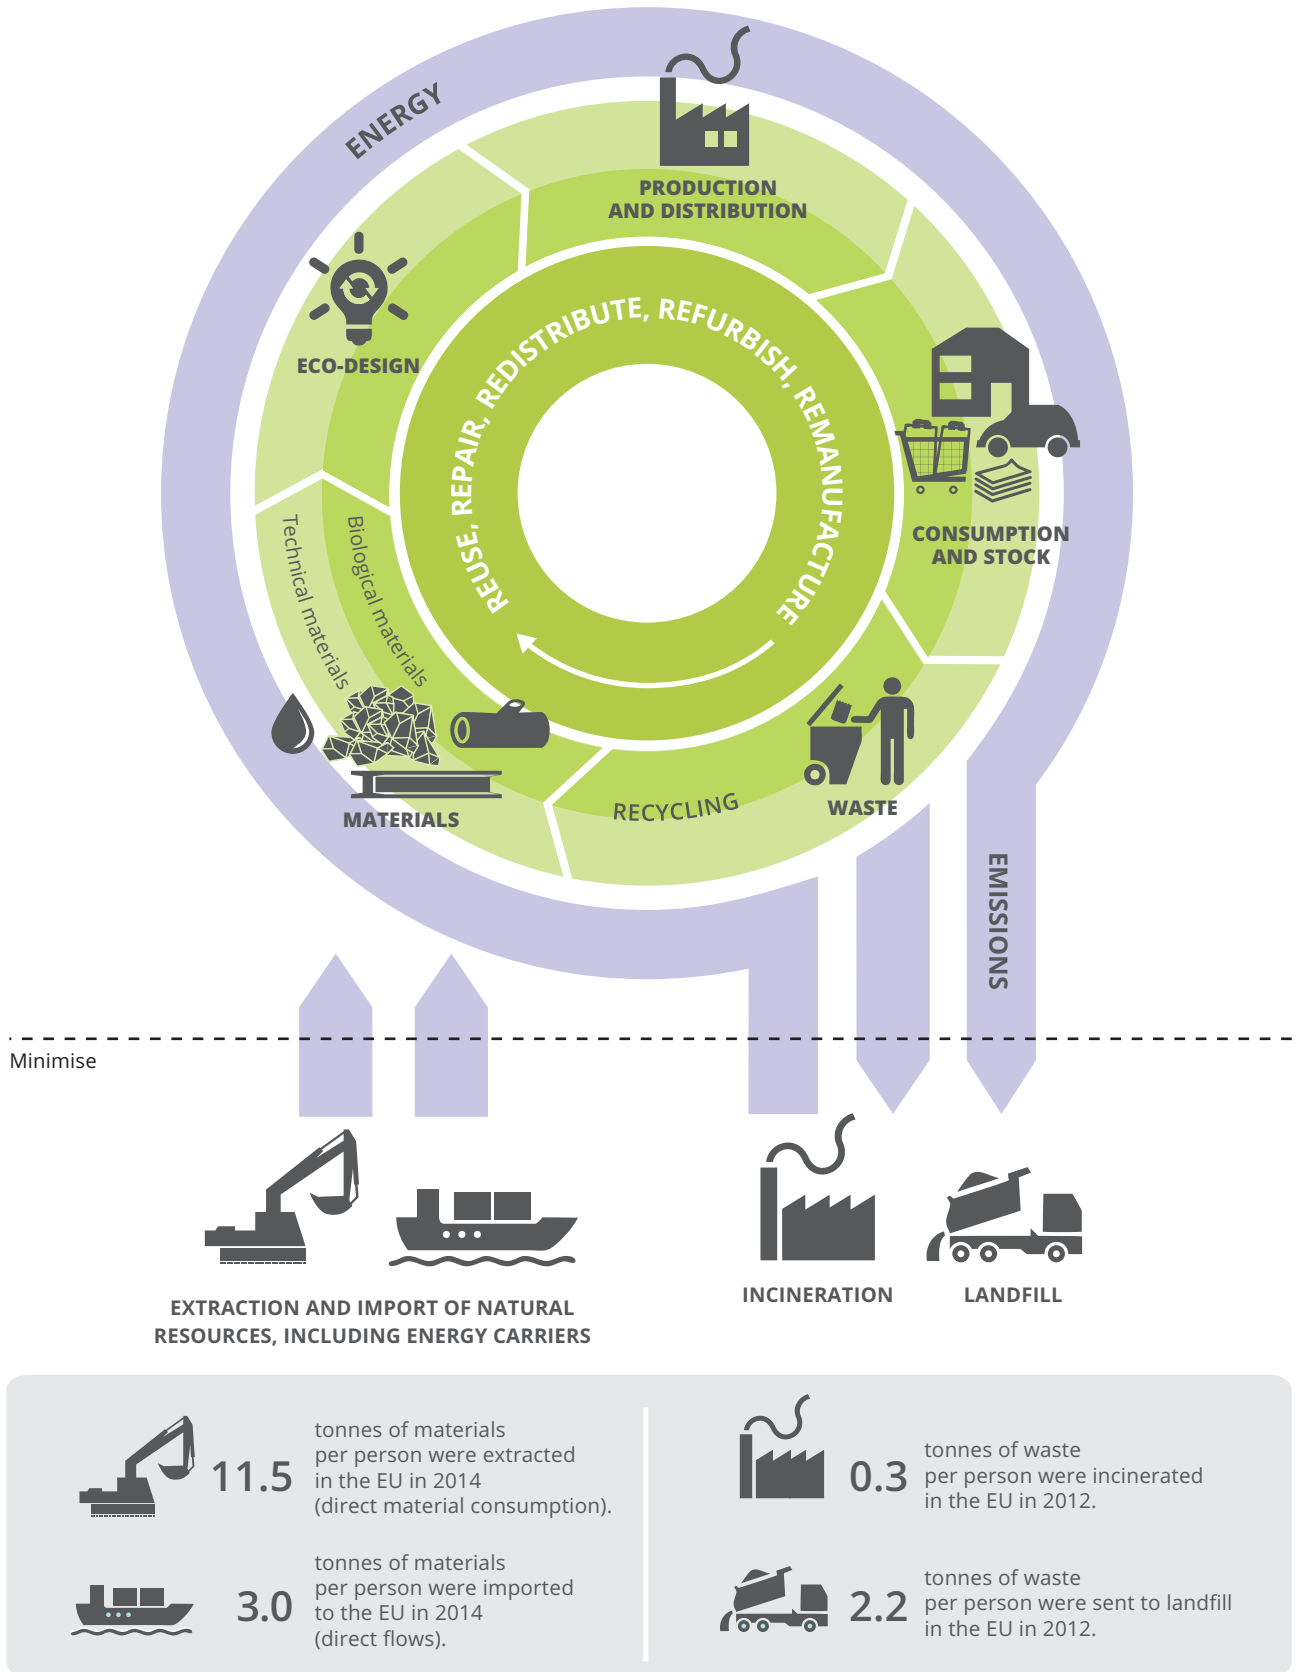 ENERGY
PRODUCTION
AND DISTRIBUTION
ECO-DESIGN
REUSE, REPAIR, REDISTRIBUTE, REFURBISH, REMANUFACTURE
CONSUMPTION
AND STOCK
Technical materials
Biological materials
MATERIALS
RECYCLING
WASTE
EMISSIONS
Minimise
EXTRACTION AND IMPORT OF NATURAL
RESOURCES, INCLUDING ENERGY CARRIERS
INCINERATION
LANDFILL
11.5
tonnes of materials
per person were extracted
in the EU in 2014
(direct material consumption).
3.0
tonnes of materials
per person were imported
to the EU in 2014
(direct flows).
0.3
tonnes of waste
per person were incinerated
in the EU in 2012.
2.2
tonnes of waste
per person were sent to landfill
in the EU in 2012.